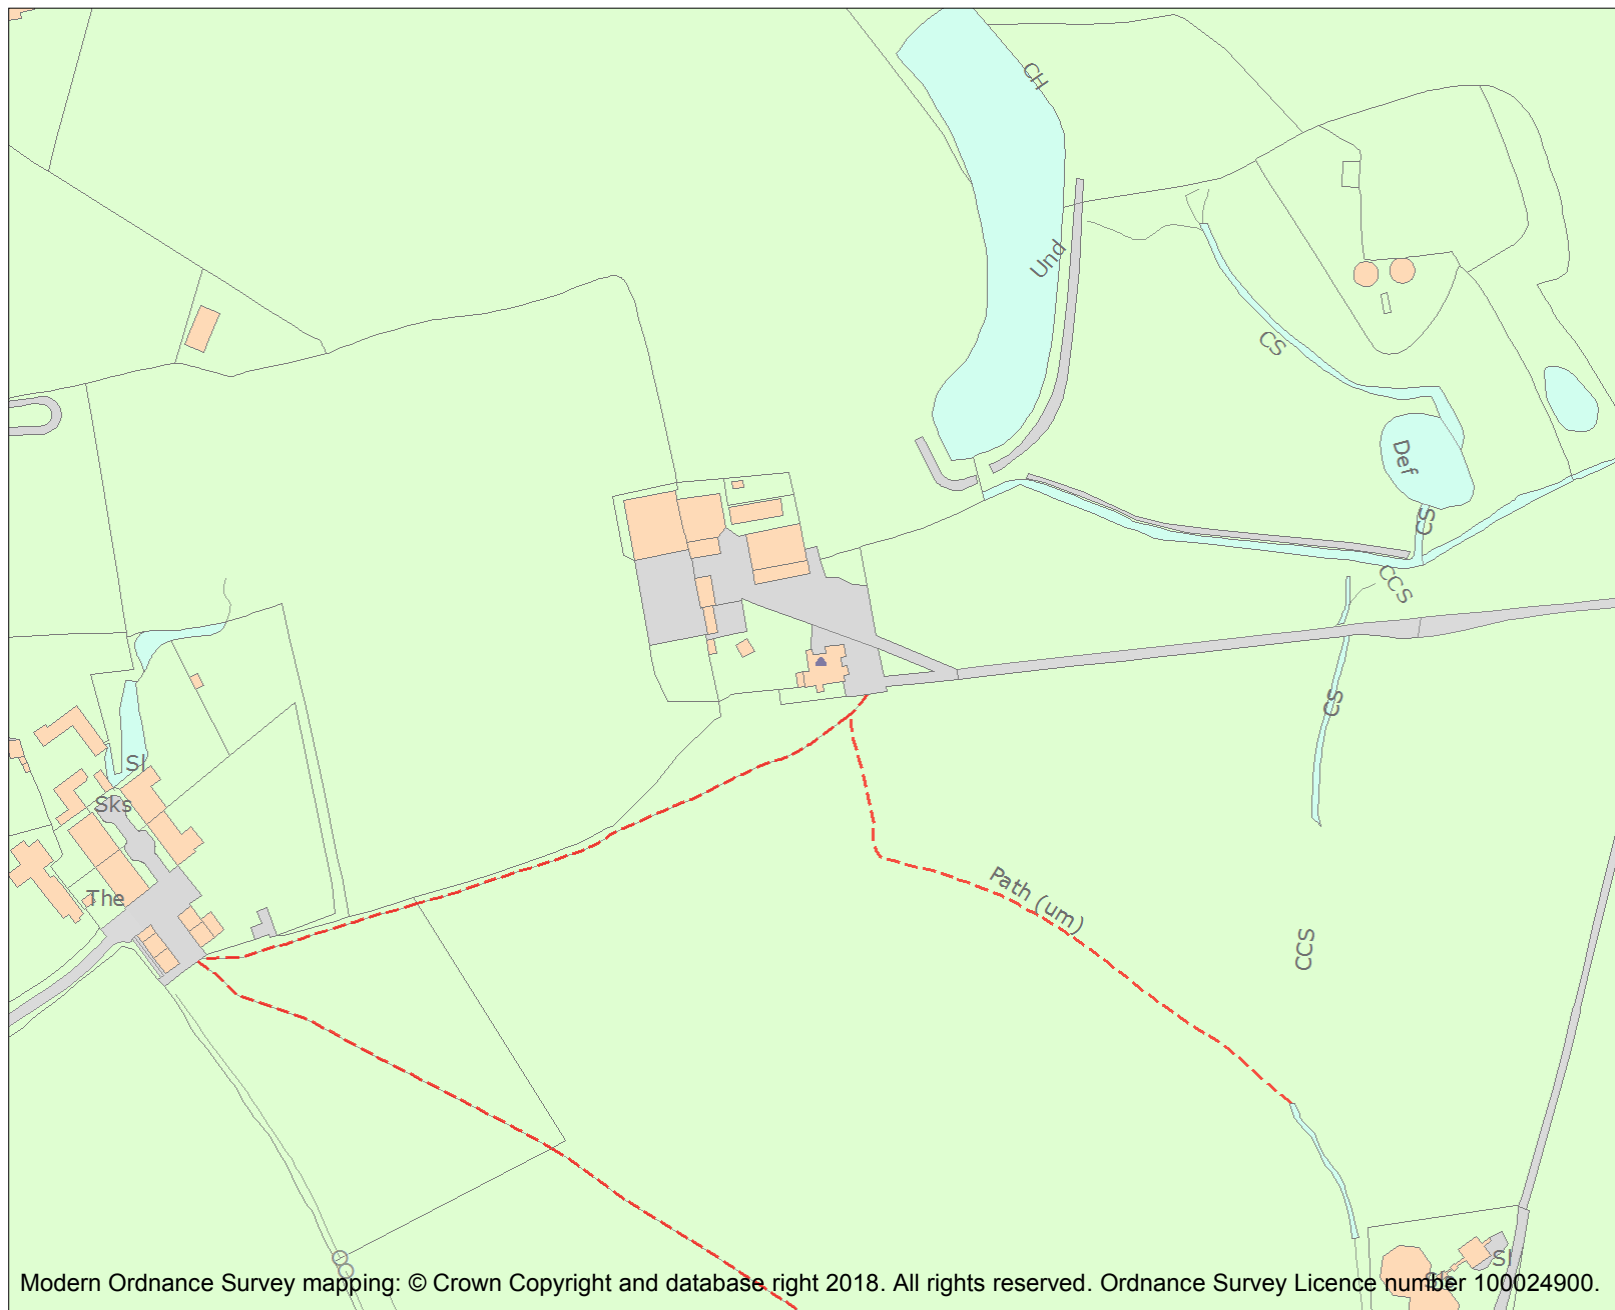 CH
Und
CS
Def
CS
CCS
CS
Sl
Sks
The
Path (um)
CCS
Sl
Modern Ordnance Survey mapping: © Crown Copyright and database right 2018. All rights reserved. Ordnance Survey Licence number 100024900.